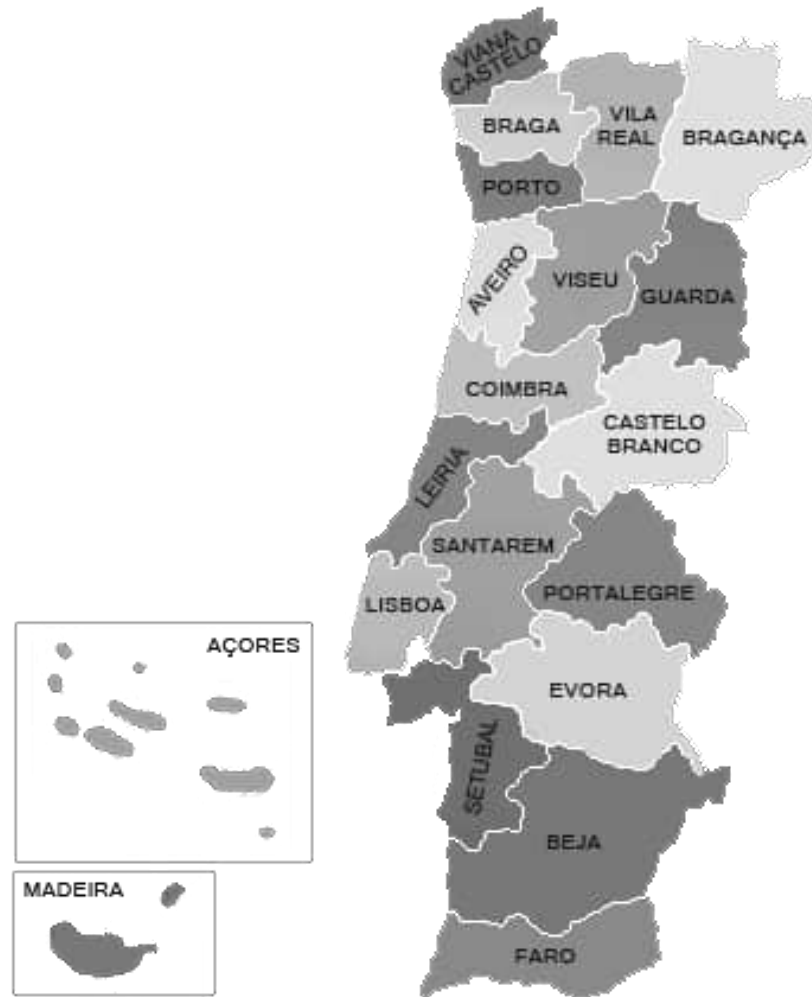 VIANA
CASTELO
BRAGA
VILA
REAL
BRAGANÇA
PORTO
AVEIRO
VISEU
GUARDA
COIMBRA
CASTELO
BRANCO
LEIRIA
SANTAREM
LISBOA
PORTALEGRE
AÇORES
EVORA
SETUBAL
BEJA
MADEIRA
FARO